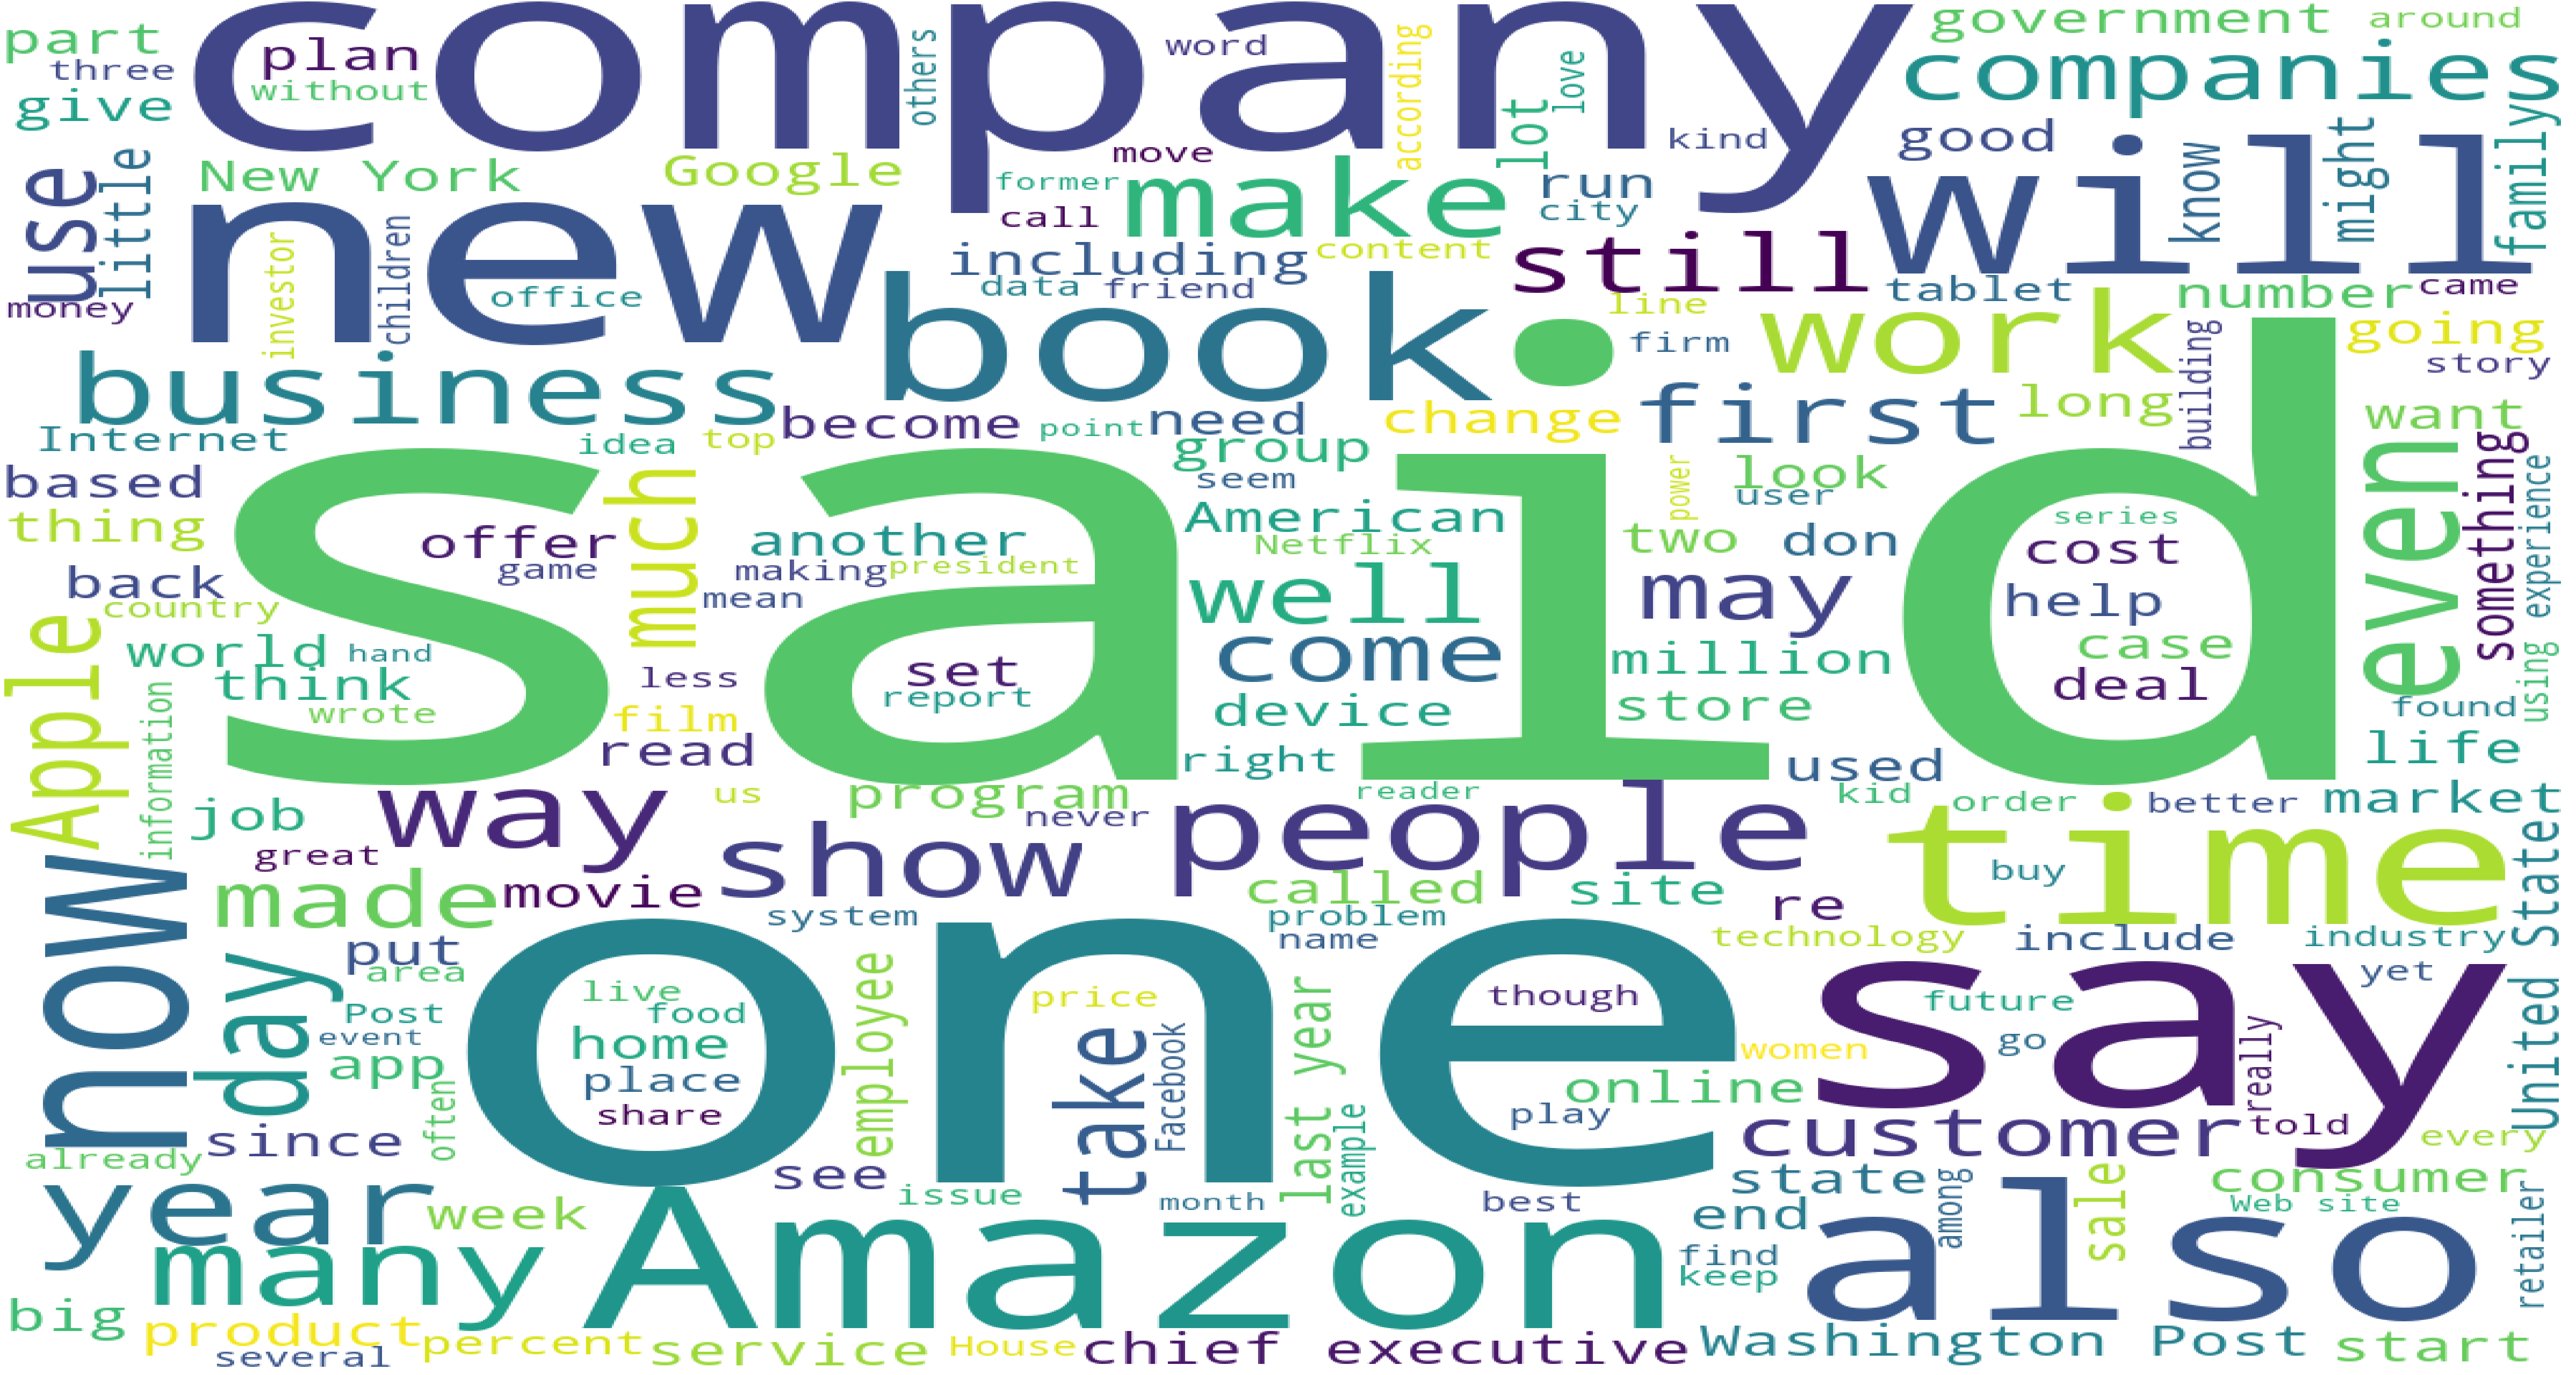 company
government
around
part
plan
word
according
three
without
others
love
companies
give
lot
kind
good
family
use
little
New York
Google
move
former
make
run
will
know
might
call
city
new
children
investor
including
content
still
money
office
data
friend
book
line
tablet
number
came
firm
work
building
going
story
business
become
point
need
change
first
long
want
Internet
idea
top
group
said
even
something
based
much
seem
power
look
user
experience
thing
offer
another
American
Netflix
two
don
series
cost
back
game
making
president
mean
well
may
help
country
Apple
world
hand
set
come
million
case
think
less
report
deal
using
information
wrote
film
device
store
found
read
right
used
life
job
way
us
program
reader
kid
order
better
market
great
never
people
time
now
show
buy
United States
made
movie
called
site
re
system
problem
name
technology
include
industry
day
put
area
one
employee
say
yet
live
price
last year
though
future
Post
food
event
home
take
Facebook
women
go
really
app
place
online
often
share
example
play
customer
told
every
since
already
see
state
among
sale
consumer
year
week
issue
month
best
end
also
Web site
retailer
many
Amazon
find
keep
big
product
percent
service
House
chief executive
Washington Post
start
several